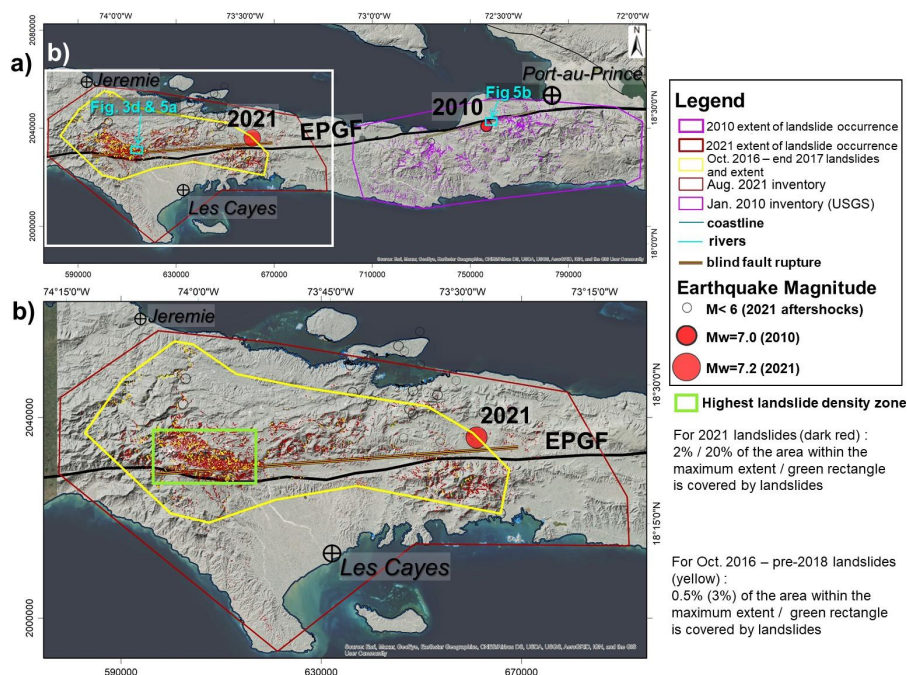 74°0'0"W
73°30'0"W
73°0'0"W
72°30'0"W
72°0'0"W
a)
b)
N
2080000
2040000
2000000
Jeremie
Fig. 3d & 5a
2021
EPGF
2010
Fig 5b
Port-au-Prince
Les Cayes
18°30'0"N
18°0'0"N
590000
630000
670000
710000
750000
790000
74°15'0"W
74°0'0"W
73°45'0"W
73°30'0"W
73°15'0"W
b)
Jeremie
2021
EPGF
Les Cayes
2040000
2000000
18°30'0"N
18°15'0"N
590000
630000
670000
Legend
2010 extent of landslide occurrence
2021 extent of landslide occurrence
Oct. 2016 – end 2017 landslides
and extent
Aug. 2021 inventory
Jan. 2010 inventory (USGS)
coastline
rivers
blind fault rupture
Earthquake Magnitude
M< 6 (2021 aftershocks)
Mw=7.0 (2010)
Mw=7.2 (2021)
Highest landslide density zone
For 2021 landslides (dark red) :
2% / 20% of the area within the
maximum extent / green rectangle
is covered by landslides
For Oct. 2016 – pre-2018 landslides
(yellow) :
0.5% (3%) of the area within the
maximum extent / green rectangle
is covered by landslides